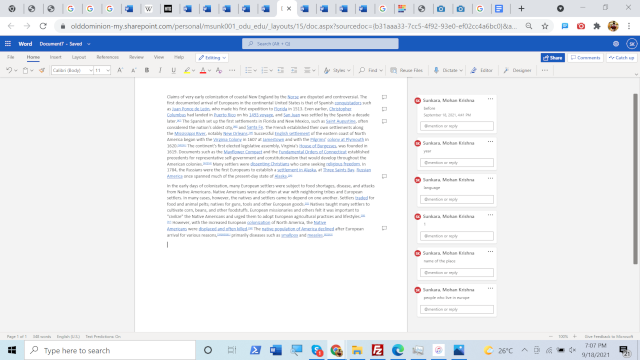 olddominion-my.sharepoint.com/personal/msunk001_odu_edu/_layouts/15/doc.aspx?sourcedoc={b31aaa33-7cc5-4f92-93e0-ef02cc4a6bc0}&a...
Word Document7 - Saved
Search (Alt + Q)
File Home Insert Layout References Review View Help Editing Share Comments Catch up
Calibri (Body) 11 Styles Find Reuse Files Dictate Editor Designer
Claims of very early colonization of coastal New England by the Norse are disputed and controversial. The
first documented arrival of Europeans in the continental United States is that of Spanish conquistadors such
as Juan Ponce de León, who made his first expedition to Florida in 1513. Even earlier, Christopher
Columbus had landed in Puerto Rico on his 1493 voyage, and San Juan was settled by the Spanish a decade
later. The Spanish set up the first settlements in Florida and New Mexico, such as Saint Augustine, often
considered the nation's oldest city, and Santa Fe. The French established their own settlements along
the Mississippi River, notably New Orleans. Successful English settlement of the eastern coast of North
America began with the Virginia Colony in 1607 at Jamestown and with the Pilgrims' colony at Plymouth in
1620. The continent's first elected legislative assembly, Virginia's House of Burgesses, was founded in
1619. Documents such as the Mayflower Compact and the Fundamental Orders of Connecticut established
precedents for representative self-government and constitutionalism that would develop throughout the
American colonies. Many settlers were dissenting Christians who came seeking religious freedom. In
1784, the Russians were the first Europeans to establish a settlement in Alaska, at Three Saints Bay. Russian
America once spanned much of the present-day state of Alaska.
In the early days of colonization, many European settlers were subject to food shortages, disease, and attacks
from Native Americans. Native Americans were also often at war with neighboring tribes and European
settlers. In many cases, however, the natives and settlers came to depend on one another. Settlers traded for
food and animal pelts; natives for guns, tools and other European goods. Natives taught many settlers to
cultivate corn, beans, and other foodstuffs. European missionaries and others felt it was important to
"civilize" the Native Americans and urged them to adopt European agricultural practices and lifestyles.
However, with the increased European colonization of North America, the Native
Americans were displaced and often killed. The native population of America declined after European
arrival for various reasons, primarily diseases such as smallpox and measles.
Sunkara, Mohan Krishna
before
September 18, 2021, 6:41 PM
@mention or reply
Sunkara, Mohan Krishna
year
@mention or reply
Sunkara, Mohan Krishna
language
@mention or reply
Sunkara, Mohan Krishna
@mention or reply
Sunkara, Mohan Krishna
name of the place
@mention or reply
Sunkara, Mohan Krishna
people who live in europe
@mention or reply
Page 1 of 1 English (U.S.) Text Predictions: On 100% Give Feedback to Microsoft
Type here to search 26°C 7:07 PM
9/18/2021